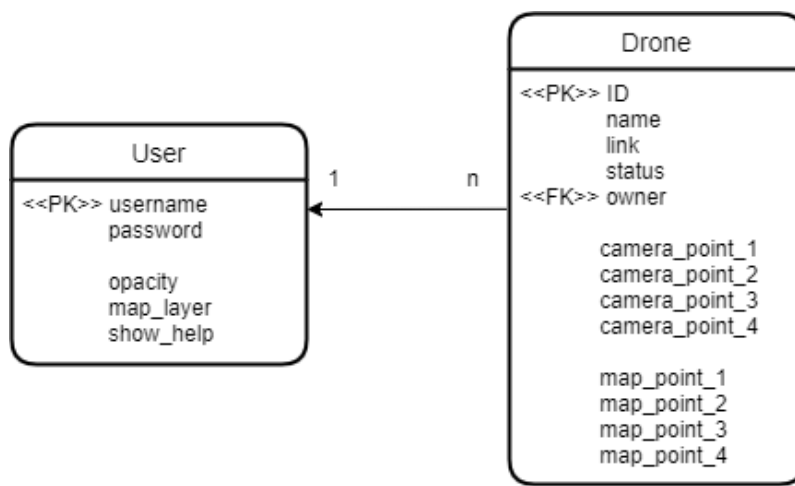 User
<<PK>> username
password
opacity
map_layer
show_help
1
n
Drone
<<PK>> ID
name
link
status
<<FK>> owner
camera_point_1
camera_point_2
camera_point_3
camera_point_4
map_point_1
map_point_2
map_point_3
map_point_4